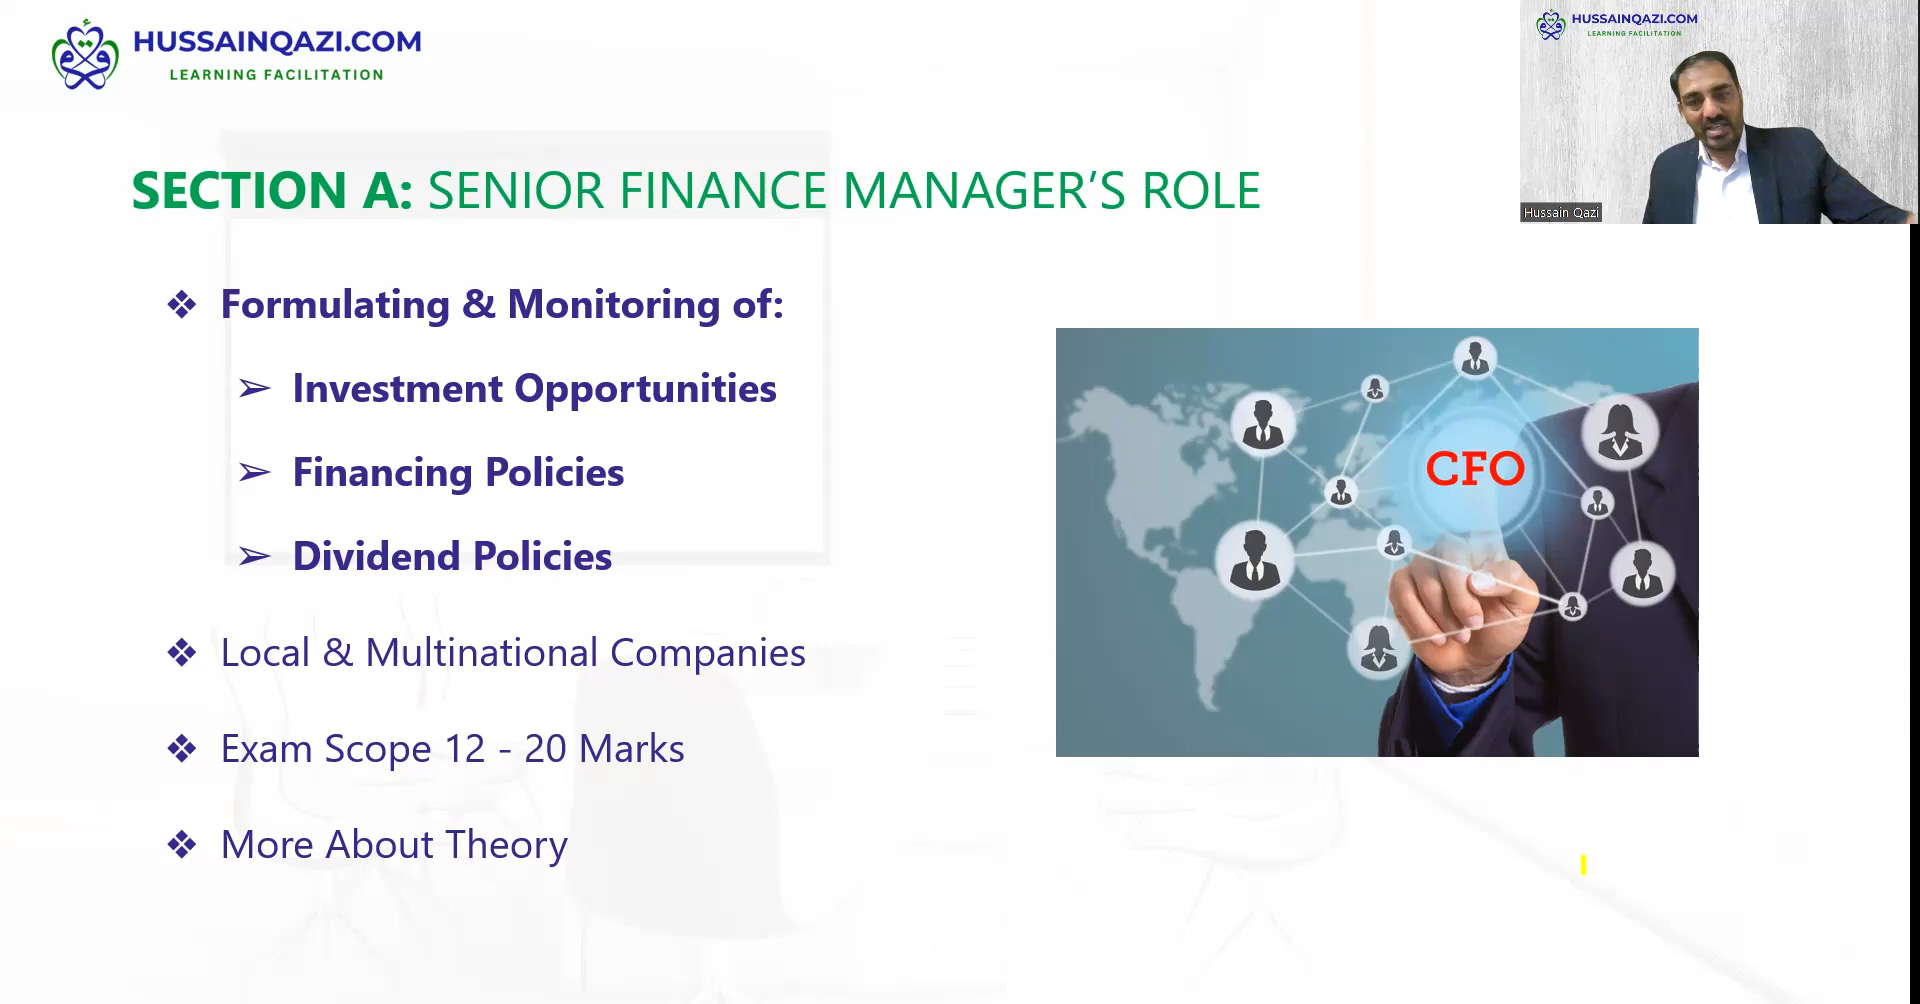 HUSSAINQAZI.COM
LEARNING FACILITATION
HUSSAINQAZI.COM
LEARNING FACILITATION
Hussain Qazi
SECTION A: SENIOR FINANCE MANAGER’S ROLE
Formulating & Monitoring of:
Investment Opportunities
Financing Policies
Dividend Policies
Local & Multinational Companies
Exam Scope 12 - 20 Marks
More About Theory
CFO